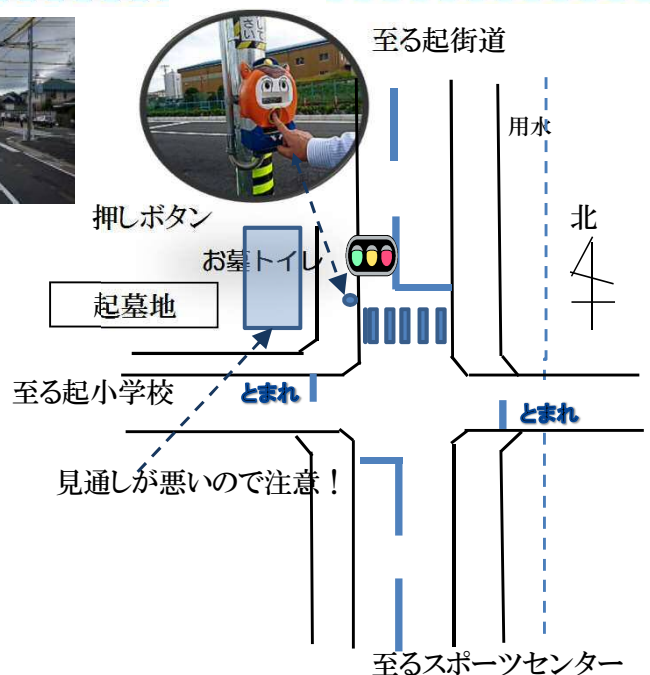 至る起街道
用水
押しボタン
北
お墓トイレ
起墓地
至る起小学校
とまれ
とまれ
見通しが悪いので注意！
至るスポーツセンター